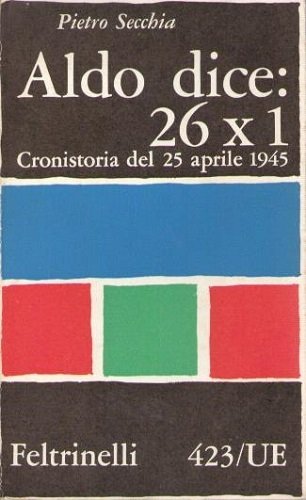 Pietro Secchia
Aldo dice:
26 x 1
Cronistoria del 25 aprile 1945
Feltrinelli 423/UE